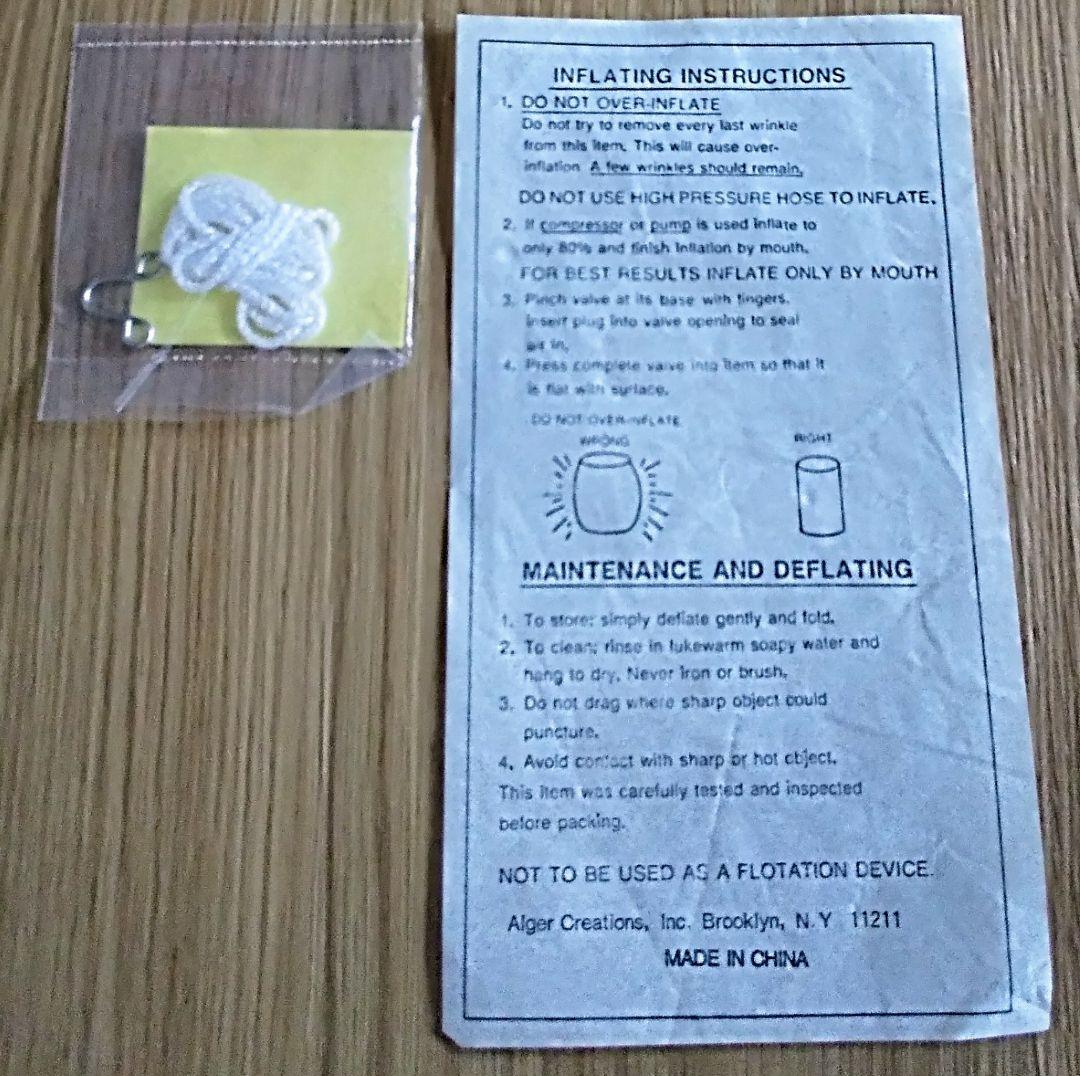 INFLATING INSTRUCTIONS
1. DO NOT OVER-INFLATE
Do not try to remove every last wrinkle
from this item. This will cause over-
inflation. A few wrinkles should remain.
DO NOT USE HIGH PRESSURE HOSE TO INFLATE.
2. If compressor or pump is used inflate to
only 80% and finish inflation by mouth.
FOR BEST RESULTS INFLATE ONLY BY MOUTH
3. Pinch valve at its base with fingers.
Insert plug into valve opening to seal
air in.
4. Press complete valve into item so that it
is flat with surface.
DO NOT OVER-INFLATE
WRONG RIGHT
MAINTENANCE AND DEFLATING
1. To store: simply deflate gently and fold.
2. To clean: rinse in lukewarm soapy water and
hang to dry. Never iron or brush.
3. Do not drag where sharp object could
puncture.
4. Avoid contact with sharp or hot object.
This item was carefully tested and inspected
before packing.
NOT TO BE USED AS A FLOTATION DEVICE.
Alger Creations, Inc. Brooklyn, N.Y 11211
MADE IN CHINA